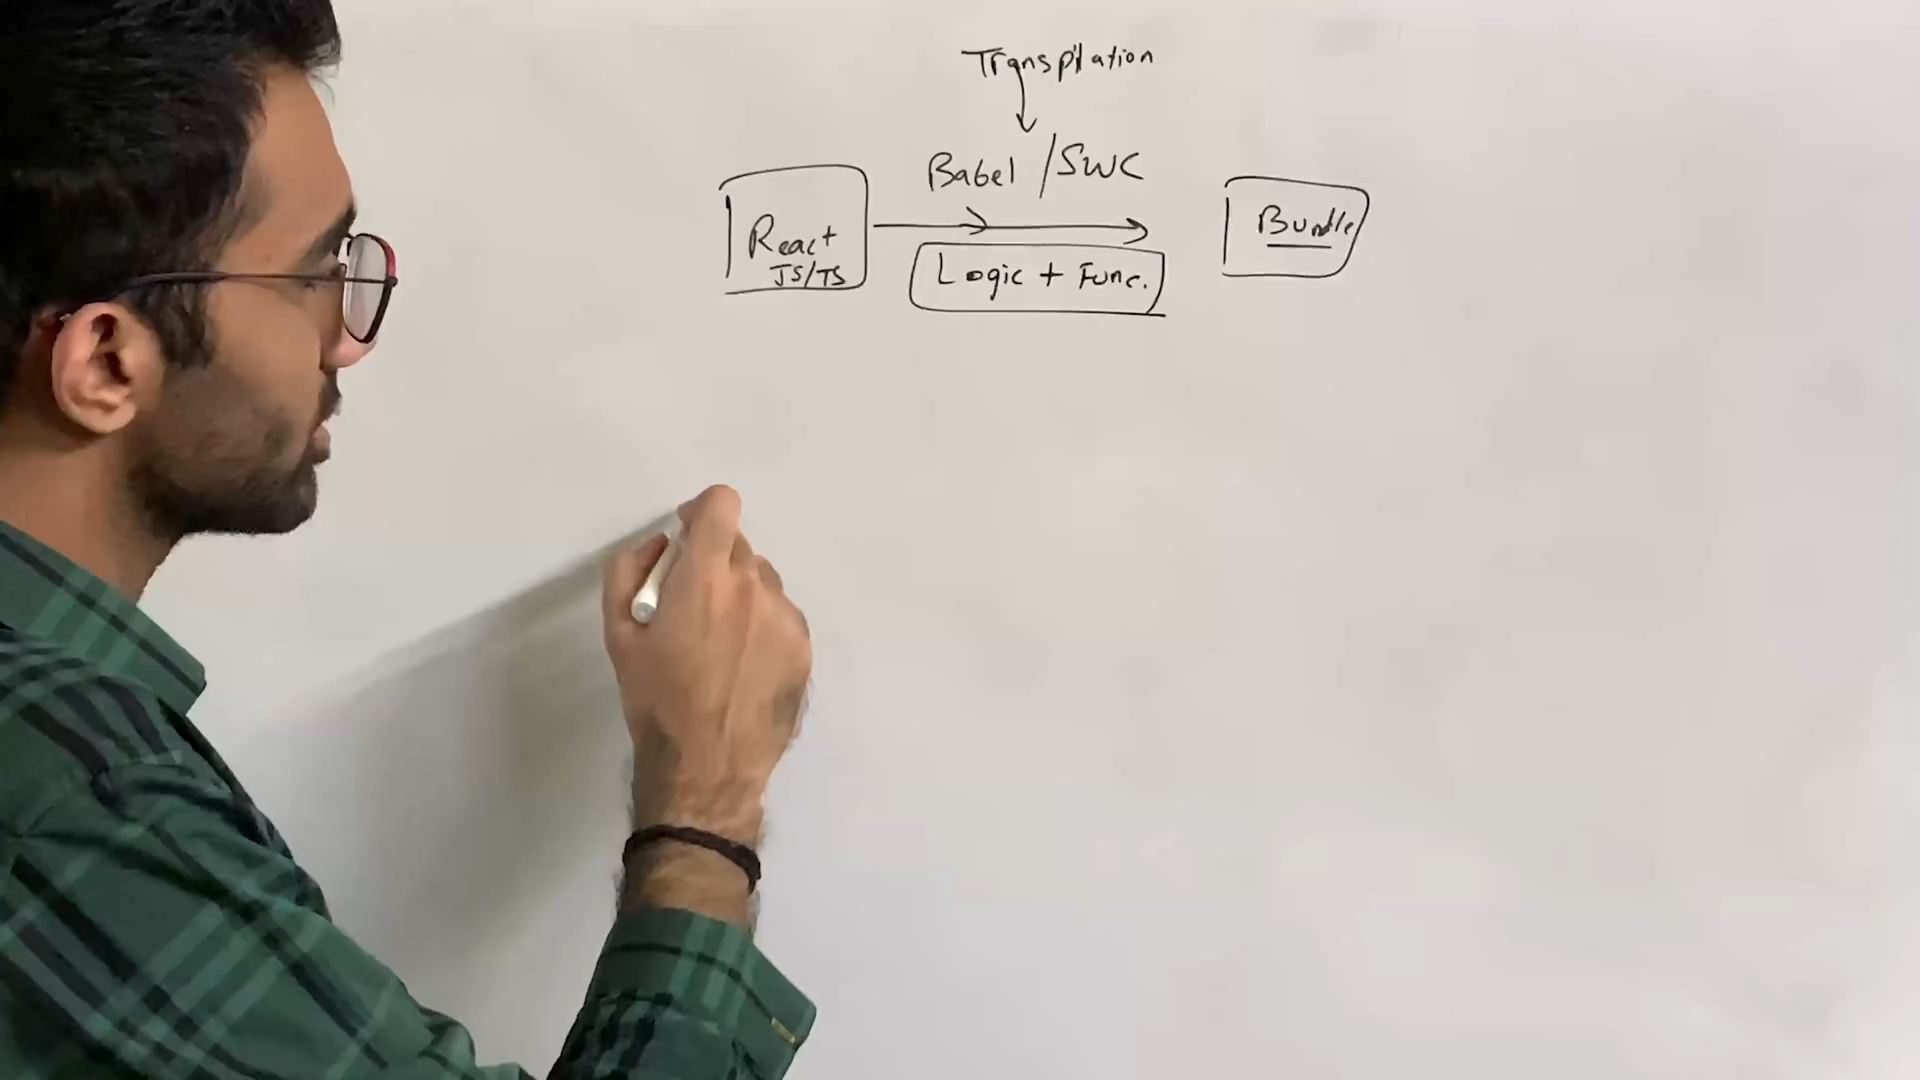 Transpilation
Babel / SWC
React
JS/TS
Logic + Func.
Bundle